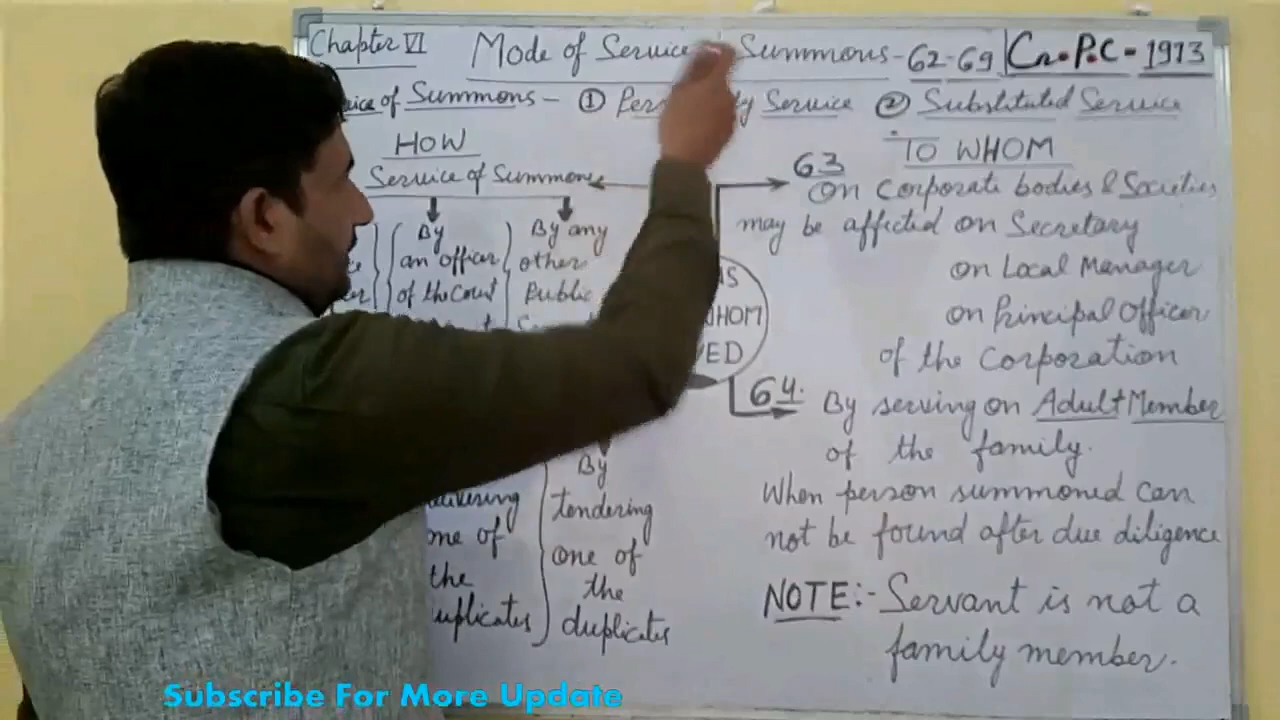 Chapter VI
Mode of Service Summons - 62-69 Cr.P.C - 1973
of Summons - ① Service ② Substituted Service
HOW
Service of Summons
By an officer of the Court
By any other Public
TO WHOM
63
On Corporate bodies & Societies
may be affected on Secretary
on Local Manager
on Principal Officer
of the Corporation
64.
By serving on Adult Member
of the family.
When person summoned can
not be found after due diligence
NOTE:- Servant is not a
family member.
one of
the
By
tendering
one of
the
duplicates
Subscribe For More Update